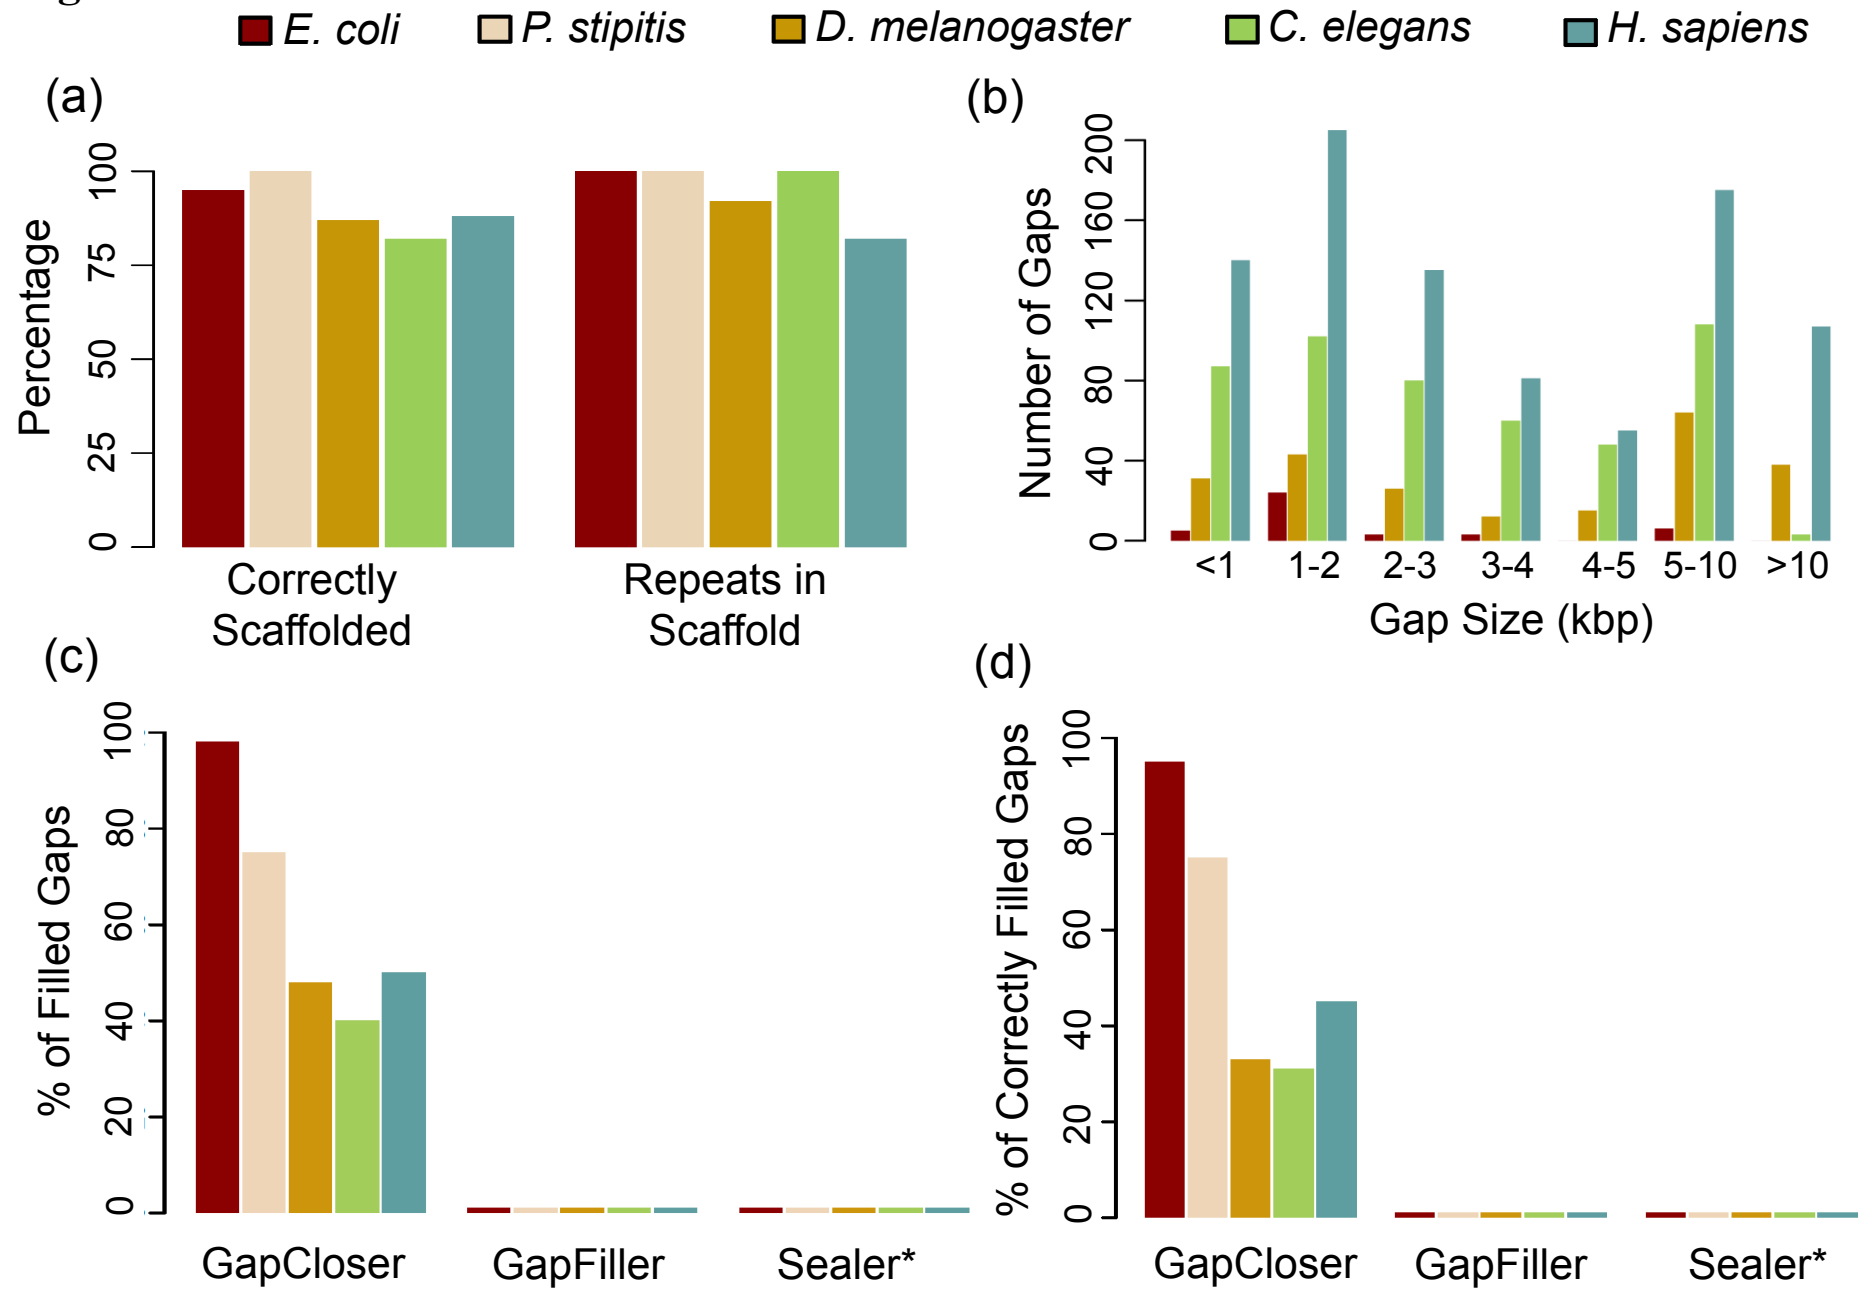 E. coli P. stipitis D. melanogaster C. elegans H. sapiens
(a)
Percentage
0 25 50 75 100
Correctly
Scaffolded
Repeats in
Scaffold
(b)
Number of Gaps
0 40 80 120 160 200
<1 1-2 2-3 3-4 4-5 5-10 >10
Gap Size (kbp)
(c)
% of Filled Gaps
0 20 40 60 80 100
GapCloser GapFiller Sealer*
(d)
% of Correctly Filled Gaps
0 20 40 60 80 100
GapCloser GapFiller Sealer*